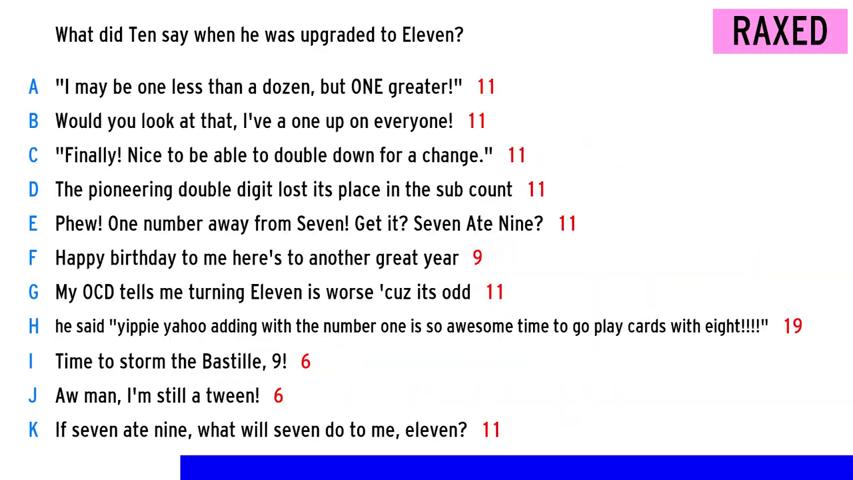 What did Ten say when he was upgraded to Eleven?
RAXED
A "I may be one less than a dozen, but ONE greater!" 11
B Would you look at that, I've a one up on everyone! 11
C "Finally! Nice to be able to double down for a change." 11
D The pioneering double digit lost its place in the sub count 11
E Phew! One number away from Seven! Get it? Seven Ate Nine? 11
F Happy birthday to me here's to another great year 9
G My OCD tells me turning Eleven is worse 'cuz its odd 11
H he said "yippie yahoo adding with the number one is so awesome time to go play cards with eight!!!!" 19
I Time to storm the Bastille, 9! 6
J Aw man, I'm still a tween! 6
K If seven ate nine, what will seven do to me, eleven? 11